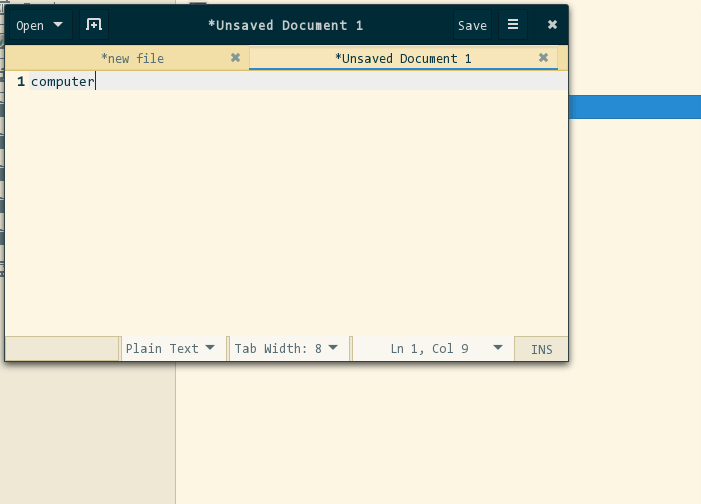 Open *Unsaved Document 1 Save
*new file *Unsaved Document 1
1 computer
Plain Text Tab Width: 8 Ln 1, Col 9 INS